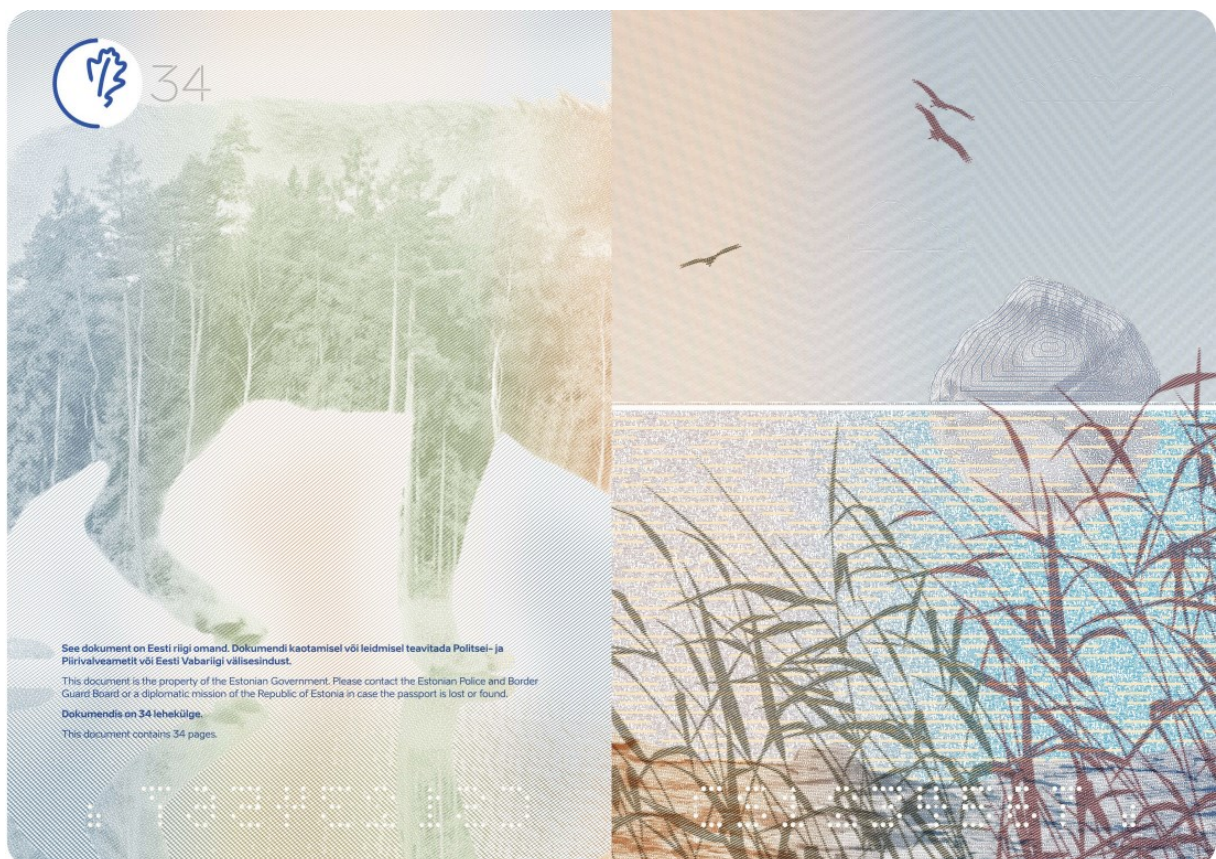 34
See dokument on Eesti riigi omand. Dokumendi kaotamisel või leidmisel teavitada Politsei- ja
Piirivalveametit või Eesti Vabariigi välisesindust.
This document is the property of the Estonian Government. Please contact the Estonian Police and Border
Guard Board or a diplomatic mission of the Republic of Estonia in case the passport is lost or found.
Dokumendis on 34 lehekülge.
This document contains 34 pages.